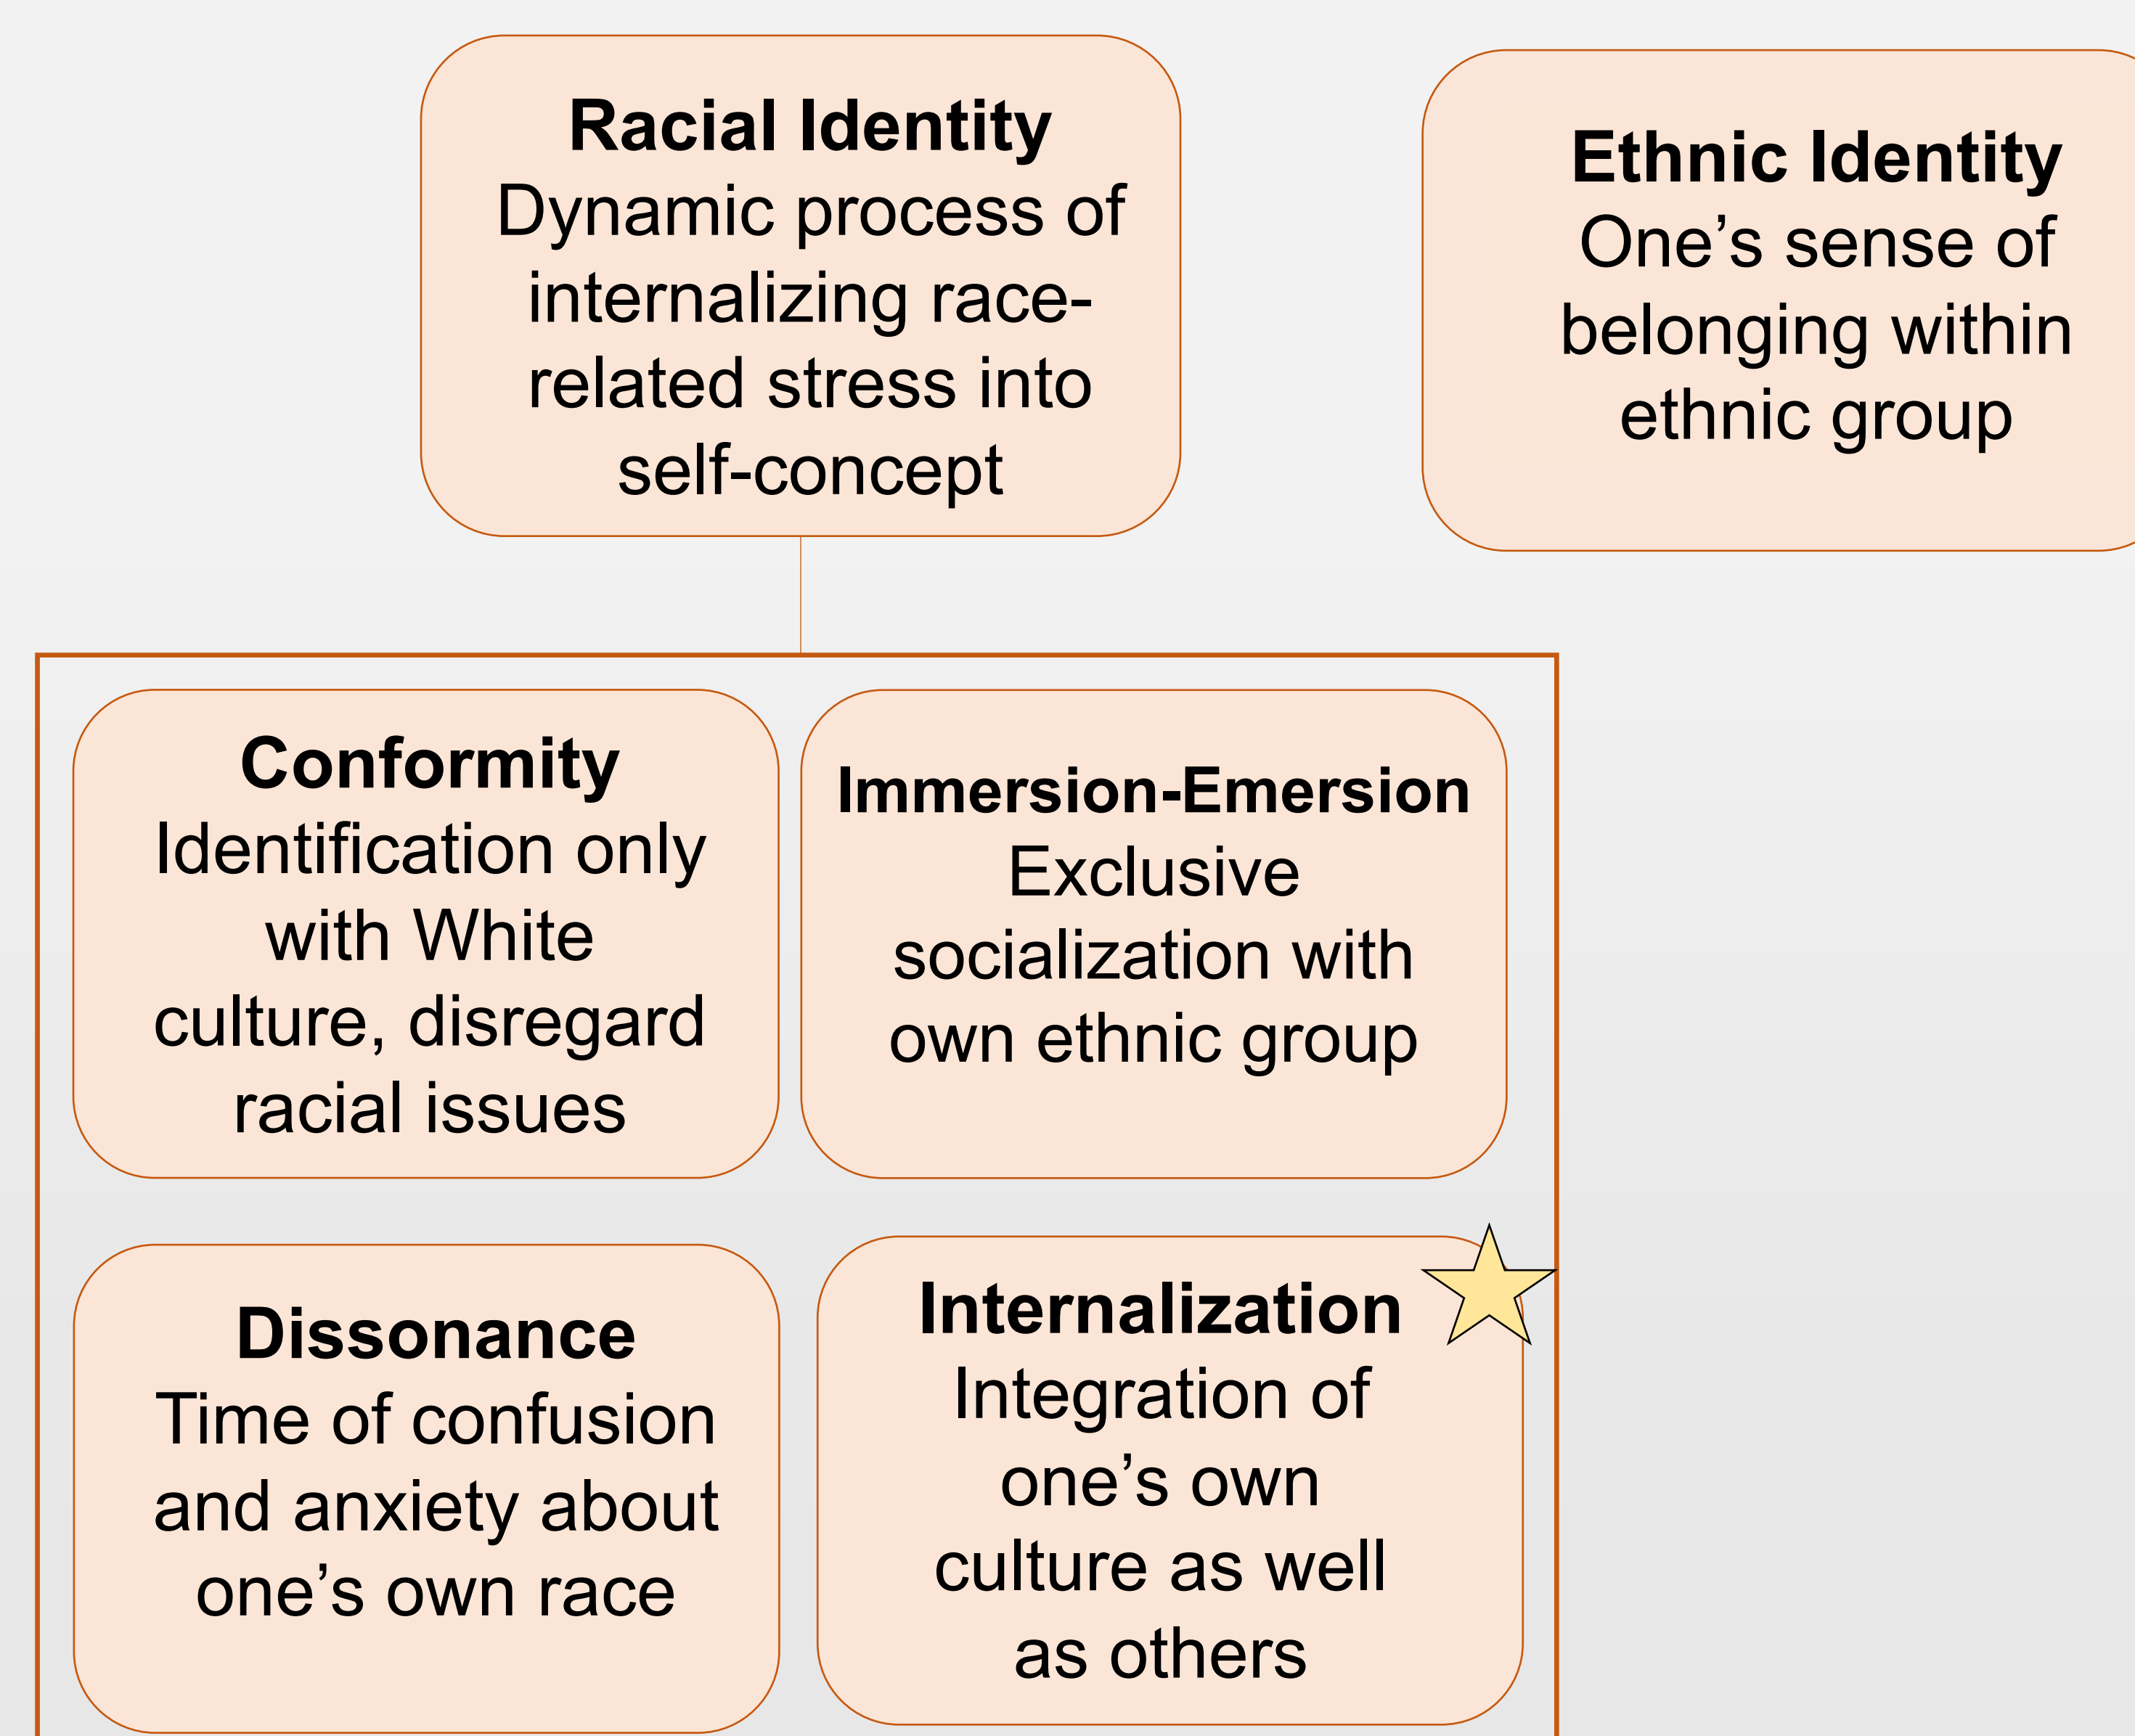 Racial Identity
Dynamic process of
internalizing race-
related stress into
self-concept
Ethnic Identity
One’s sense of
belonging within
ethnic group
Conformity
Identification only
with White
culture, disregard
racial issues
Immersion-Emersion
Exclusive
socialization with
own ethnic group
Dissonance
Time of confusion
and anxiety about
one’s own race
Internalization
Integration of
one’s own
culture as well
as others